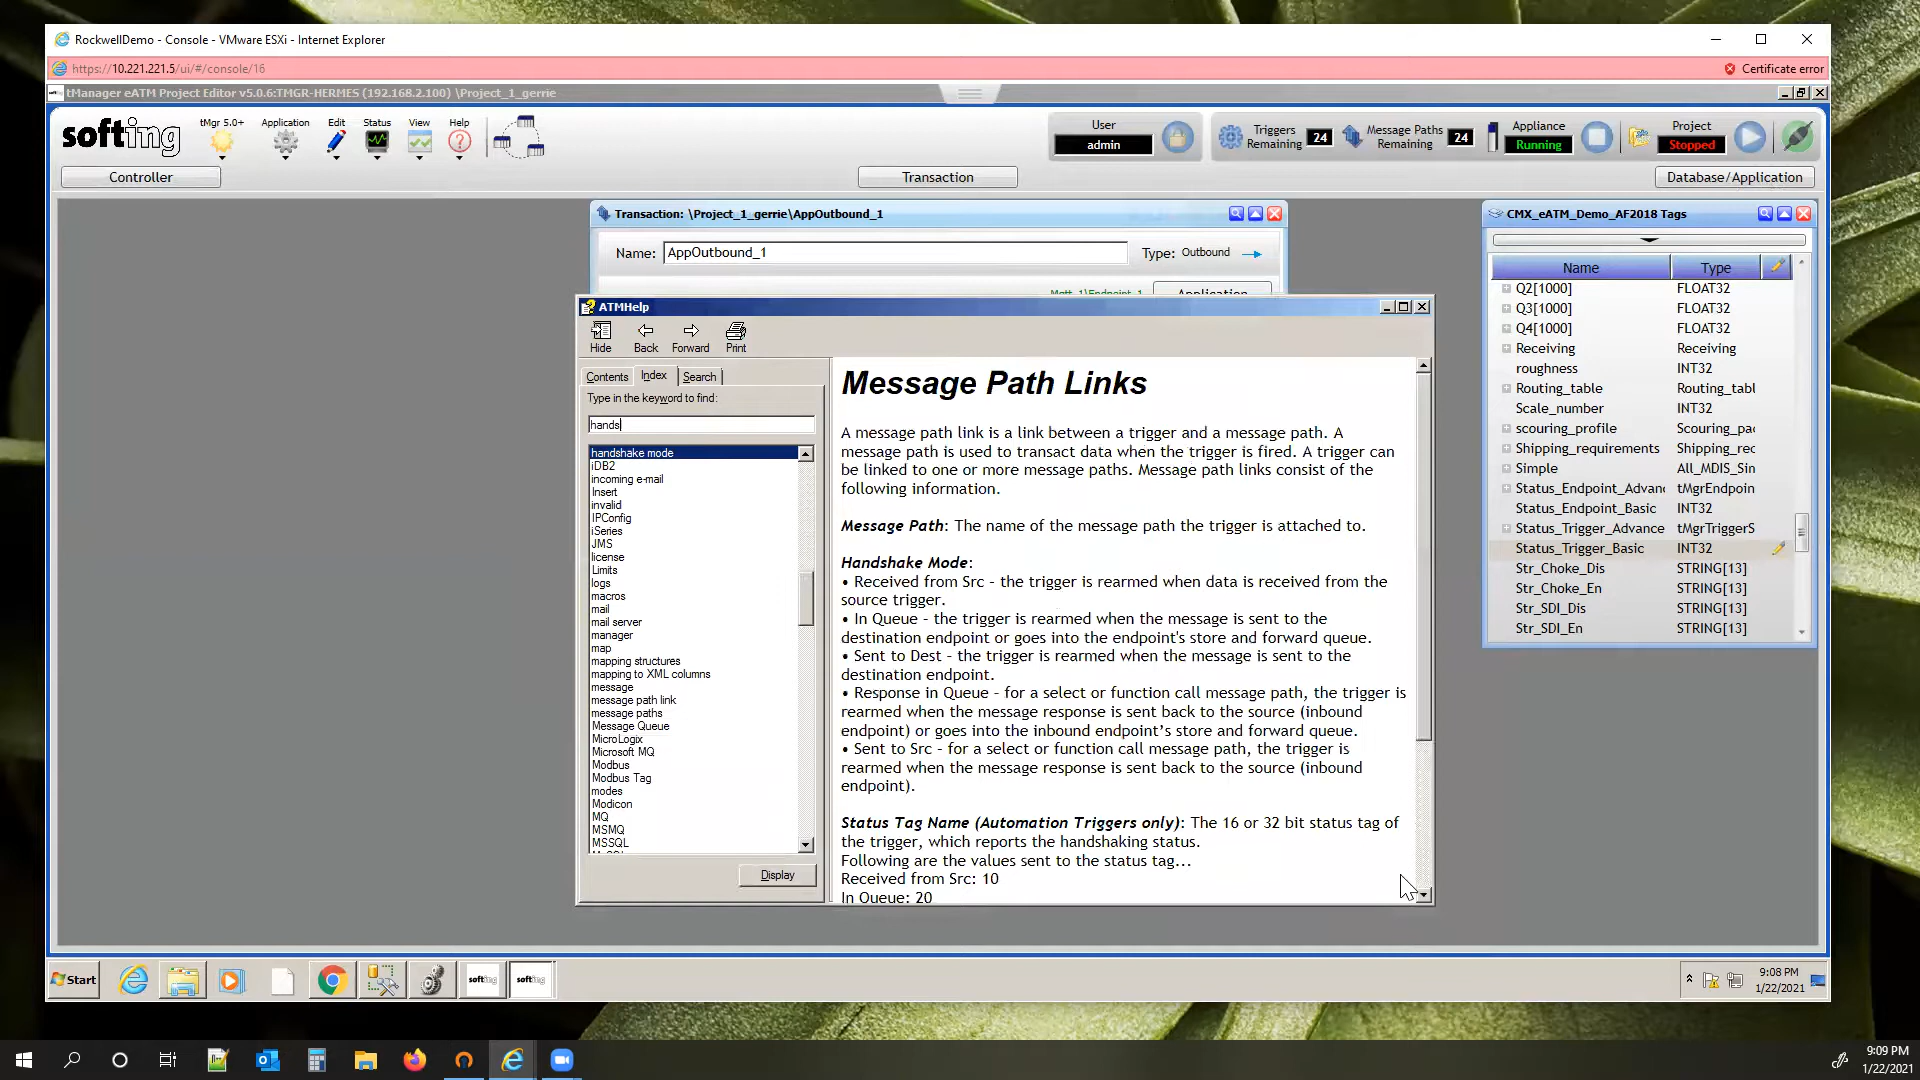 RockwellDemo - Console - VMware ESXi - Internet Explorer
https://10.221.221.5/ui/#/console/16
Certificate error
tManager eATM Project Editor v5.0.6:TMGR-HERMES (192.168.2.100) \Project_1_gerrie
softing
tMgr 5.0+
Application
Edit
Status
View
Help
User
admin
Triggers Remaining
24
Message Paths Remaining
24
Appliance
Running
Project
Stopped
Controller
Transaction
Database/Application
Transaction: \Project_1_gerrie\AppOutbound_1
Name:
AppOutbound_1
Type: Outbound
CMX_eATM_Demo_AF2018 Tags
Name Type
Q2[1000] FLOAT32
Q3[1000] FLOAT32
Q4[1000] FLOAT32
Receiving Receiving
roughness INT32
Routing_table Routing_tabl
Scale_number INT32
scouring_profile Scouring_pac
Shipping_requirements Shipping_rec
Simple All_MDIS_Sin
Status_Endpoint_Advanc tMgrEndpoin
Status_Endpoint_Basic INT32
Status_Trigger_Advance tMgrTriggerS
Status_Trigger_Basic INT32
Str_Choke_Dis STRING[13]
Str_Choke_En STRING[13]
Str_SDI_Dis STRING[13]
Str_SDI_En STRING[13]
ATMHelp
Hide Back Forward Print
Contents Index Search
Type in the keyword to find:
hands
handshake mode
iDB2
incoming e-mail
Insert
invalid
IPConfig
iSeries
JMS
license
Limits
logs
macros
mail
mail server
manager
map
mapping structures
mapping to XML columns
message
message path link
message paths
Message Queue
MicroLogix
Microsoft MQ
Modbus
Modbus Tag
modes
Modicon
MQ
MSMQ
MSSQL
Display
Message Path Links
A message path link is a link between a trigger and a message path. A
message path is used to transact data when the trigger is fired. A trigger can
be linked to one or more message paths. Message path links consist of the
following information.
Message Path: The name of the message path the trigger is attached to.
Handshake Mode:
• Received from Src - the trigger is rearmed when data is received from the
source trigger.
• In Queue - the trigger is rearmed when the message is sent to the
destination endpoint or goes into the endpoint's store and forward queue.
• Sent to Dest - the trigger is rearmed when the message is sent to the
destination endpoint.
• Response in Queue - for a select or function call message path, the trigger is
rearmed when the message response is sent back to the source (inbound
endpoint) or goes into the inbound endpoint's store and forward queue.
• Sent to Src - for a select or function call message path, the trigger is
rearmed when the message response is sent back to the source (inbound
endpoint).
Status Tag Name (Automation Triggers only): The 16 or 32 bit status tag of
the trigger, which reports the handshaking status.
Following are the values sent to the status tag...
Received from Src: 10
In Queue: 20
Start
softing
softing
9:08 PM
1/22/2021
9:09 PM
1/22/2021